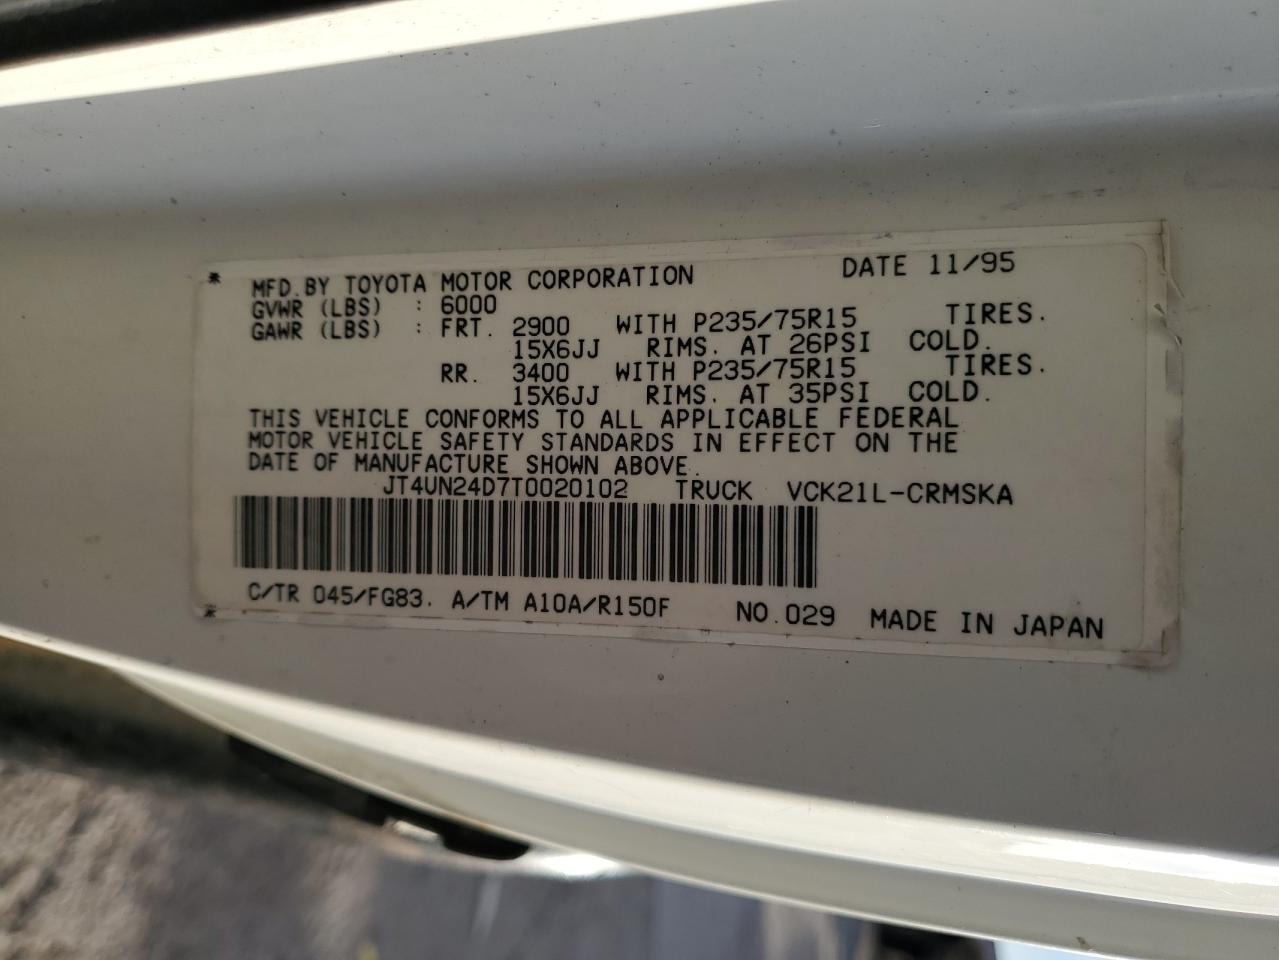 MFD. BY TOYOTA MOTOR CORPORATION DATE 11/95
GVWR (LBS) : 6000
GAWR (LBS) : FRT. 2900 WITH P235/75R15 TIRES.
15X6JJ RIMS. AT 26PSI COLD.
RR. 3400 WITH P235/75R15 TIRES.
15X6JJ RIMS. AT 35PSI COLD.
THIS VEHICLE CONFORMS TO ALL APPLICABLE FEDERAL
MOTOR VEHICLE SAFETY STANDARDS IN EFFECT ON THE
DATE OF MANUFACTURE SHOWN ABOVE.
JT4UN24D7T0020102 TRUCK VCK21L-CRMSKA
C/TR 045/FG83. A/TM A10A/R150F NO.029 MADE IN JAPAN